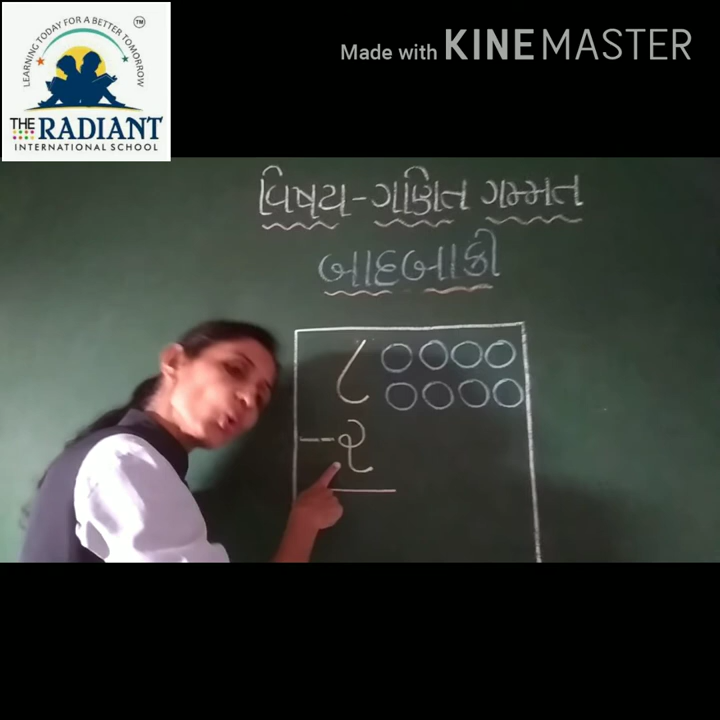 LEARNING TODAY FOR A BETTER TOMORROW
TM
THE RADIANT
INTERNATIONAL SCHOOL
Made with KINEMASTER
વિષય-ગણિત ગમ્મત
બાદબાકી
૮
- ૨